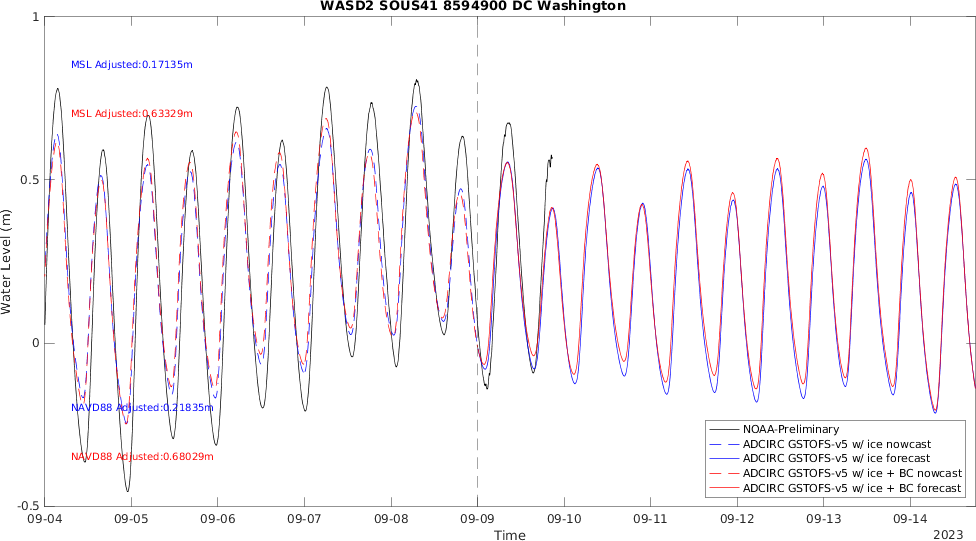 WASD2 SOUS41 8594900 DC Washington
1
MSL Adjusted:0.17135m
MSL Adjusted:0.63329m
0.5
Water Level (m)
0
NAVD88 Adjusted:0.21835m
NAVD88 Adjusted:0.68029m
NOAA-Preliminary
ADCIRC GSTOFS-v5 w/ ice nowcast
ADCIRC GSTOFS-v5 w/ ice forecast
ADCIRC GSTOFS-v5 w/ ice + BC nowcast
ADCIRC GSTOFS-v5 w/ ice + BC forecast
-0.5
09-04 09-05 09-06 09-07 09-08 09-09 09-10 09-11 09-12 09-13 09-14
Time
2023